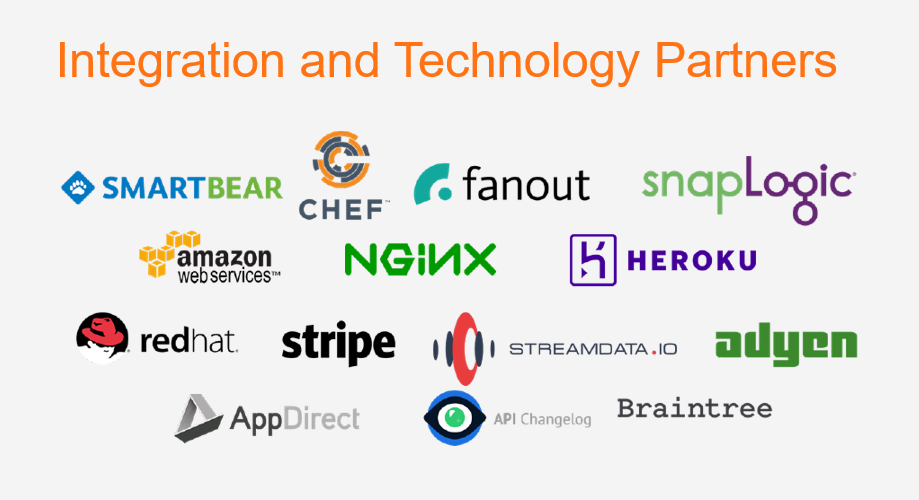 Integration and Technology Partners
SMARTBEAR
CHEF™
fanout
snapLogic®
amazon
web services™
NGINX
HEROKU
redhat.
stripe
STREAMDATA.IO
adyen
AppDirect
API Changelog
Braintree